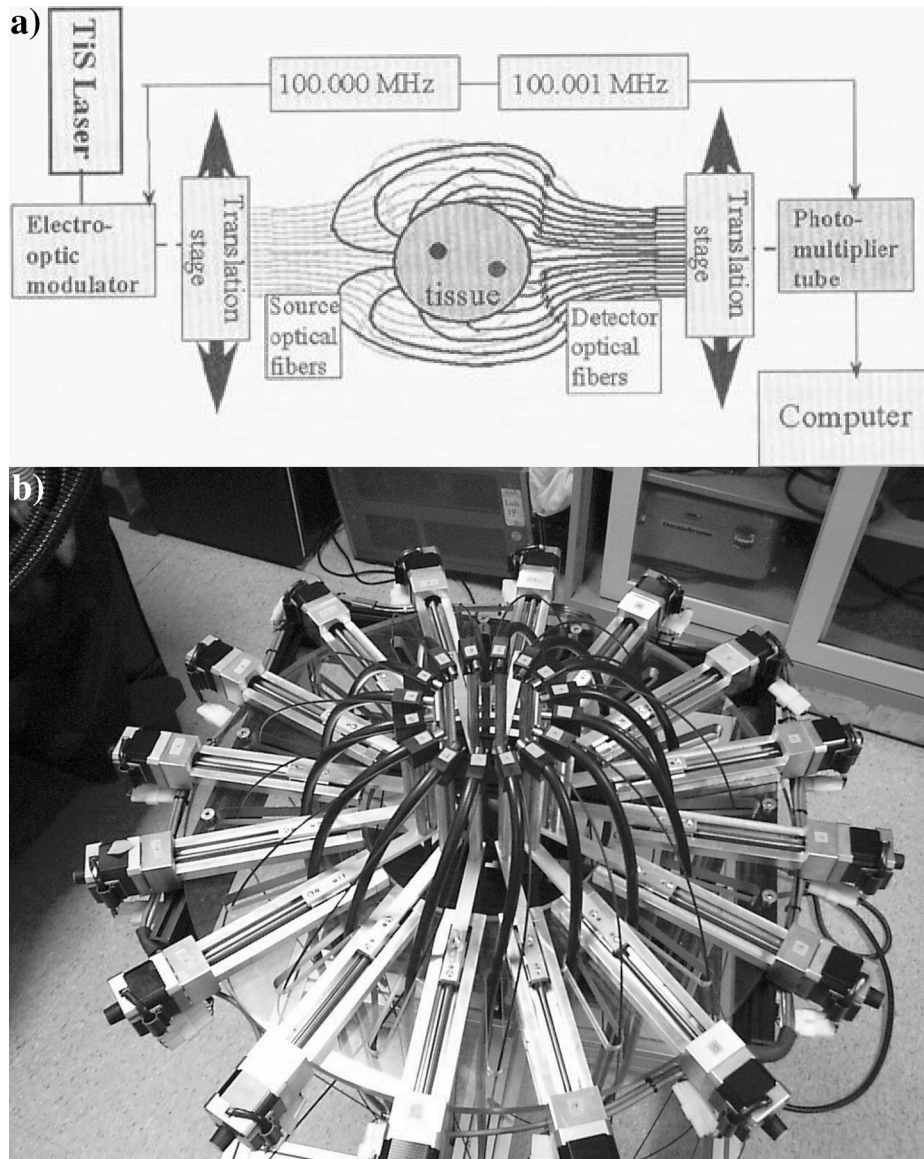 a)
TiS Laser
100.000 MHz
100.001 MHz
Electro-
optic
modulator
Translation
stage
Source
optical
fibers
tissue
Detector
optical
fibers
Translation
stage
Photo-
multiplier
tube
Computer
b)